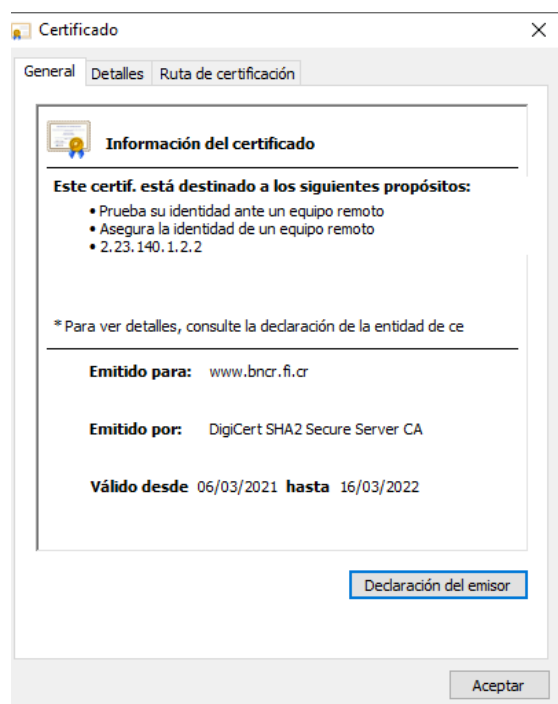 Certificado
General Detalles Ruta de certificación
Información del certificado
Este certif. está destinado a los siguientes propósitos:
• Prueba su identidad ante un equipo remoto
• Asegura la identidad de un equipo remoto
• 2.23.140.1.2.2
* Para ver detalles, consulte la declaración de la entidad de ce
Emitido para: www.bncr.fi.cr
Emitido por: DigiCert SHA2 Secure Server CA
Válido desde 06/03/2021 hasta 16/03/2022
Declaración del emisor
Aceptar